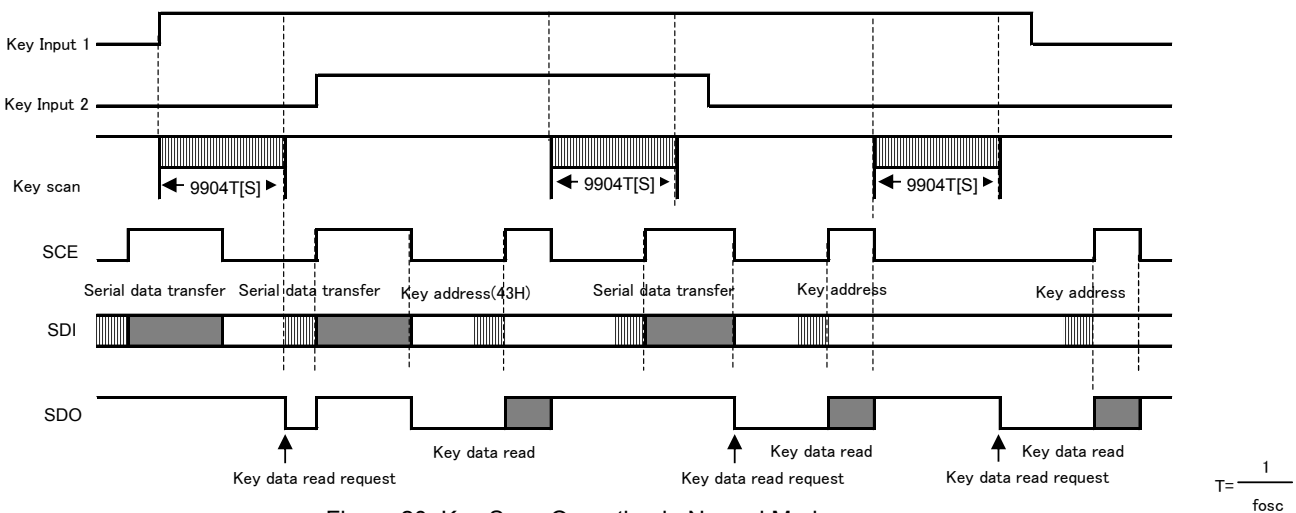 Key Input 1
Key Input 2
Key scan
9904T[S]
9904T[S]
9904T[S]
SCE
Serial data transfer
Serial data transfer
Key address(43H)
Serial data transfer
Key address
Key address
SDI
SDO
Key data read
Key data read
Key data read
Key data read request
Key data read request
Key data read request
T= 1
fosc